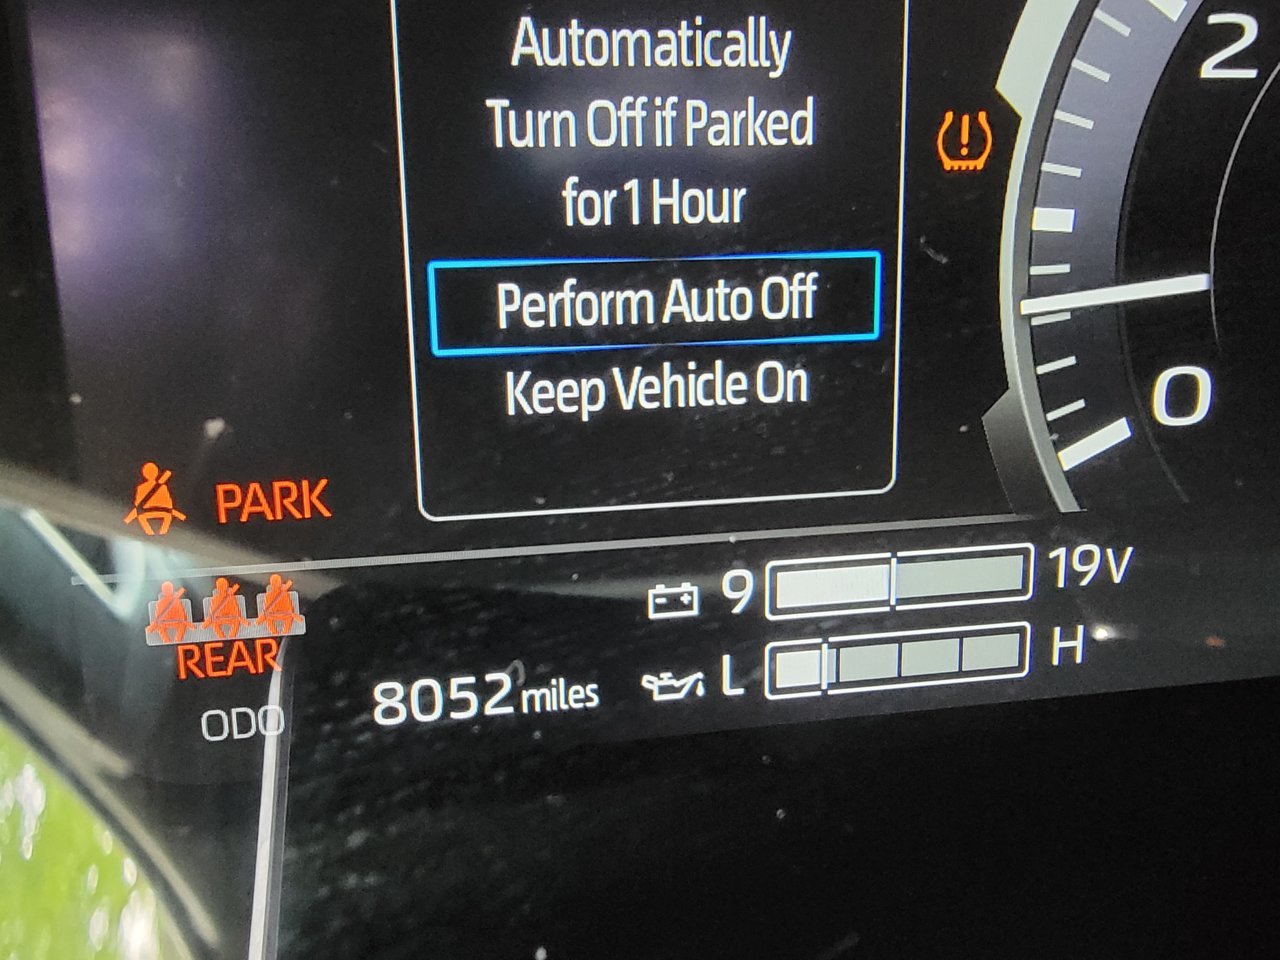 Automatically
Turn Off if Parked
for 1 Hour
Perform Auto Off
Keep Vehicle On
2
0
PARK
REAR
9 19V
L H
8052 miles
ODO